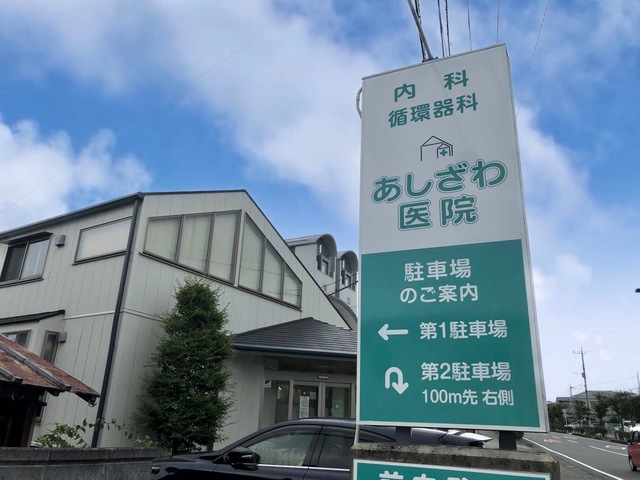 内科
循環器科
あしざわ
医院
駐車場
のご案内
← 第1駐車場
第2駐車場
100m先 右側